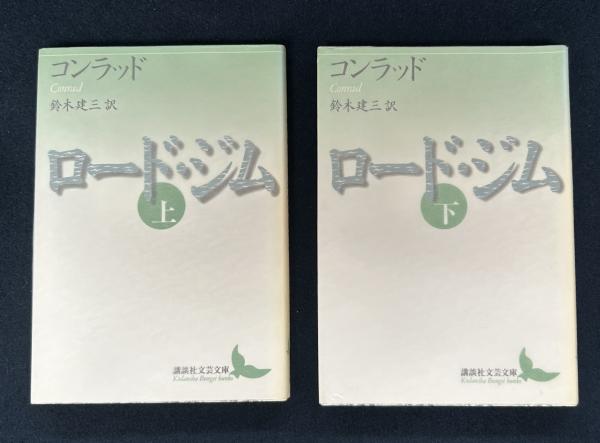 コンラッド
Conrad
鈴木建三 訳
ロード・ジム
上
講談社文芸文庫
Kodansha Bungei bunko
コンラッド
Conrad
鈴木建三 訳
ロード・ジム
下
講談社文芸文庫
Kodansha Bungei bunko